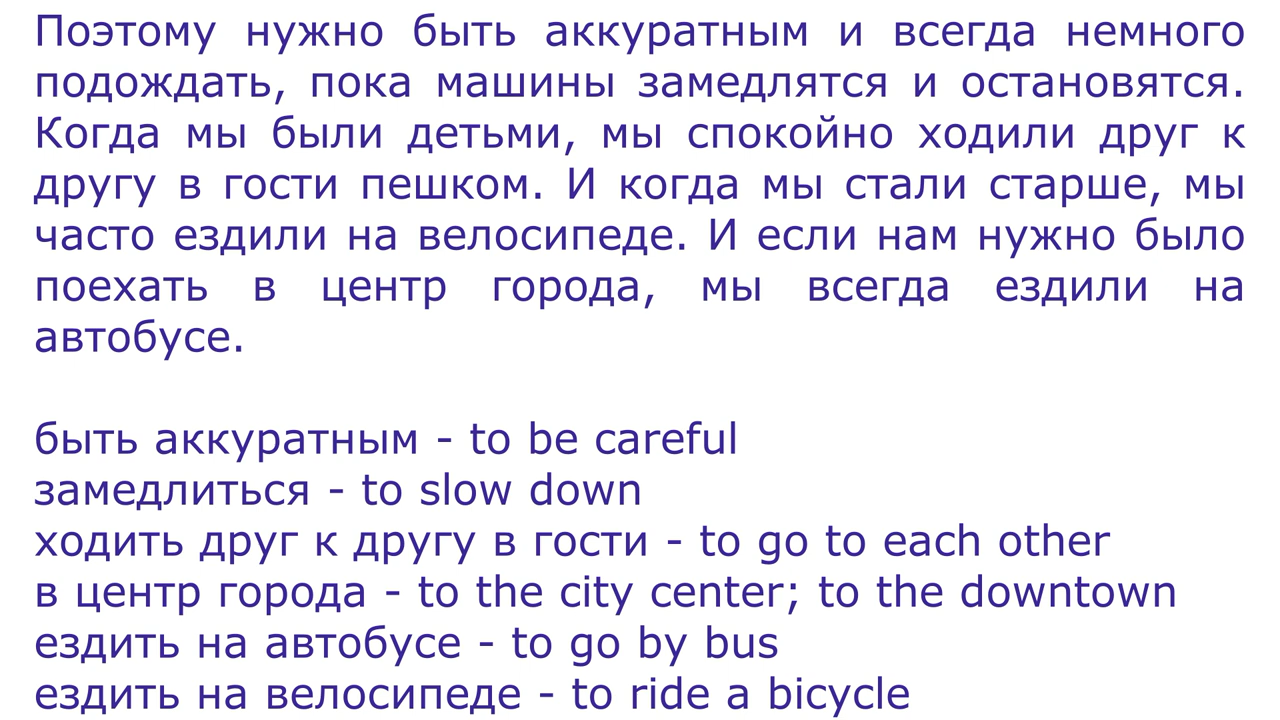 Поэтому нужно быть аккуратным и всегда немного
подождать, пока машины замедлятся и остановятся.
Когда мы были детьми, мы спокойно ходили друг к
другу в гости пешком. И когда мы стали старше, мы
часто ездили на велосипеде. И если нам нужно было
поехать в центр города, мы всегда ездили на
автобусе.
быть аккуратным - to be careful
замедлиться - to slow down
ходить друг к другу в гости - to go to each other
в центр города - to the city center; to the downtown
ездить на автобусе - to go by bus
ездить на велосипеде - to ride a bicycle